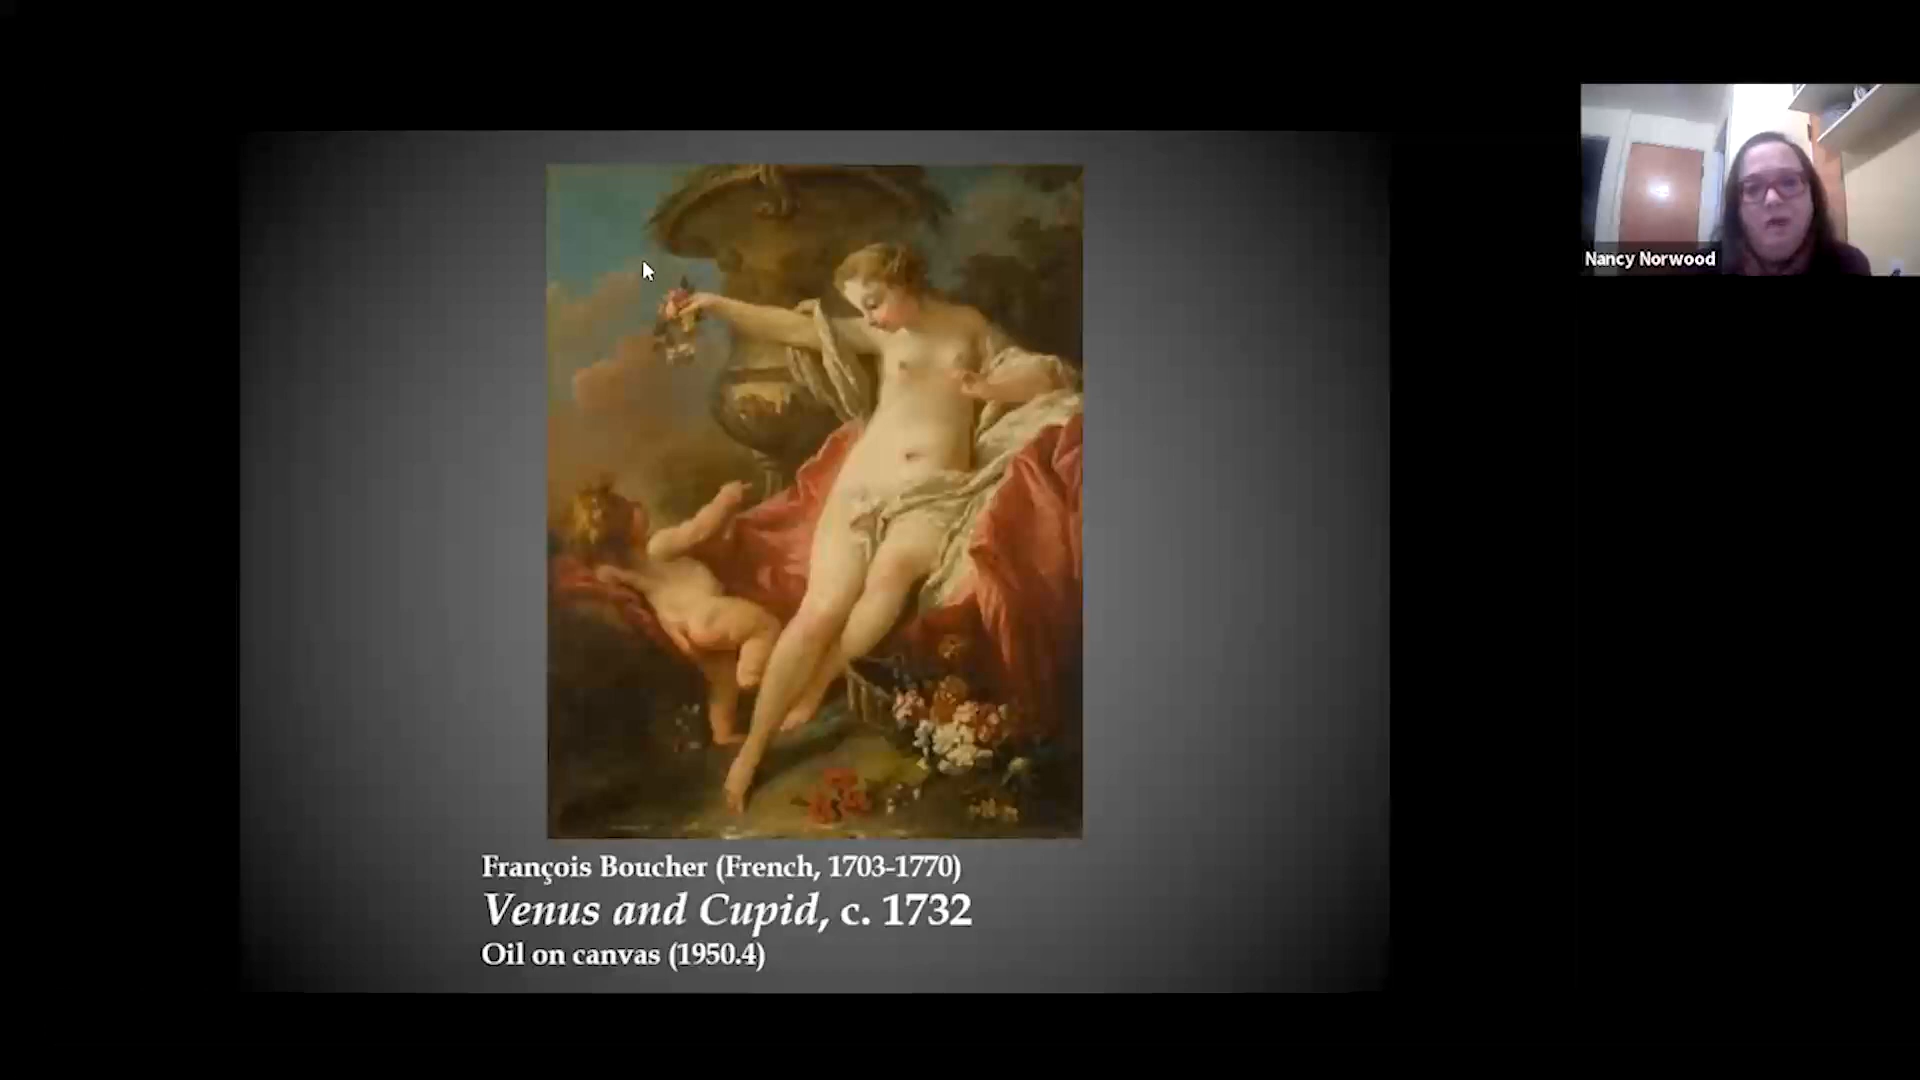 Nancy Norwood
François Boucher (French, 1703-1770)
Venus and Cupid, c. 1732
Oil on canvas (1950.4)